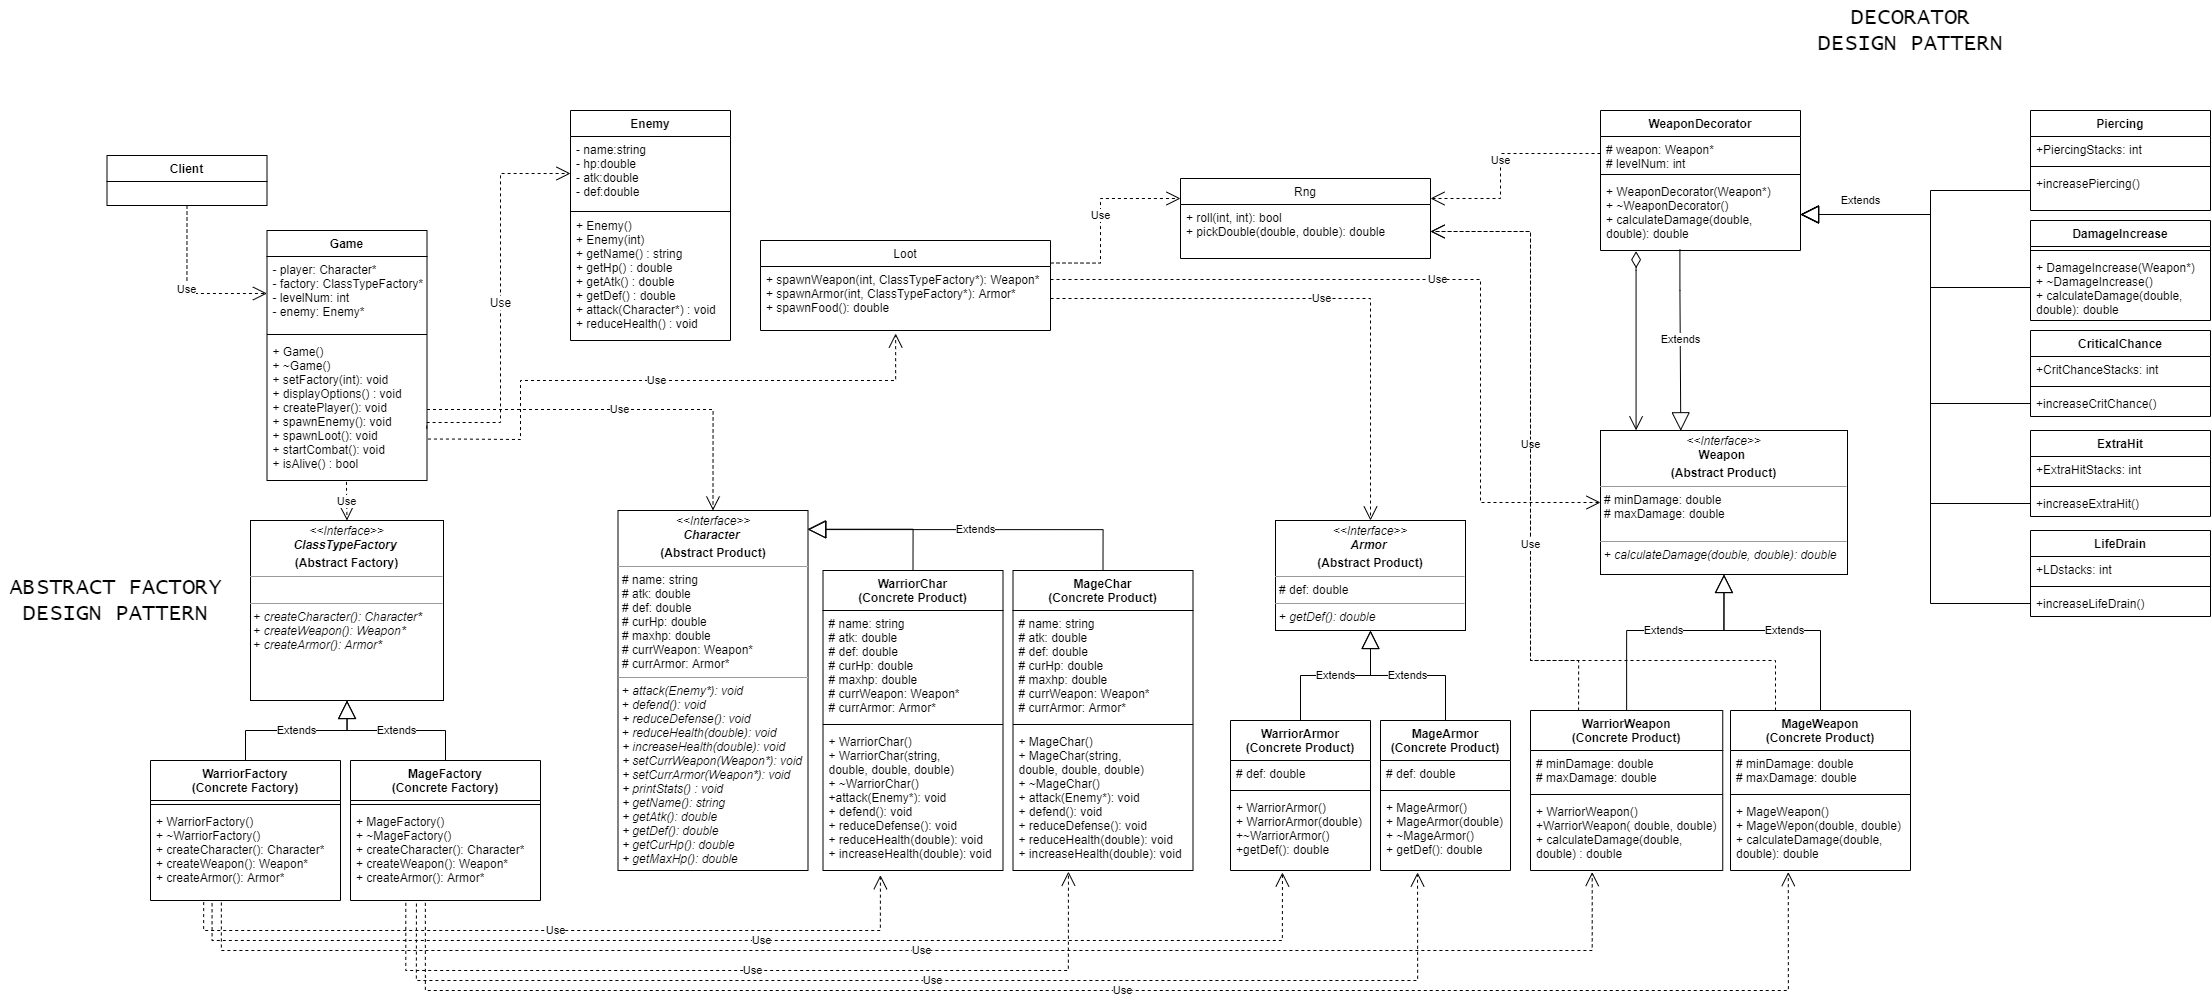 DECORATOR
DESIGN PATTERN
Client
Use
Game
- player: Character*
- factory: ClassTypeFactory*
- levelNum: int
- enemy: Enemy*
+ Game()
+ ~Game()
+ setFactory(int): void
+ displayOptions() : void
+ createPlayer(): void
+ spawnEnemy(): void
+ spawnLoot(): void
+ startCombat(): void
+ isAlive() : bool
Use
Use
Use
Use
Enemy
- name:string
- hp:double
- atk:double
- def:double
+ Enemy()
+ Enemy(int)
+ getName() : string
+ getHp() : double
+ getAtk() : double
+ getDef() : double
+ attack(Character*) : void
+ reduceHealth() : void
Loot
+ spawnWeapon(int, ClassTypeFactory*): Weapon*
+ spawnArmor(int, ClassTypeFactory*): Armor*
+ spawnFood(): double
Use
Use
Use
Rng
+ roll(int, int): bool
+ pickDouble(double, double): double
Use
Use
Use
WeaponDecorator
# weapon: Weapon*
# levelNum: int
+ WeaponDecorator(Weapon*)
+ ~WeaponDecorator()
+ calculateDamage(double,
double): double
Extends
Extends
Piercing
+PiercingStacks: int
+increasePiercing()
DamageIncrease
+ DamageIncrease(Weapon*)
+ ~DamageIncrease()
+ calculateDamage(double,
double): double
CriticalChance
+CritChanceStacks: int
+increaseCritChance()
ExtraHit
+ExtraHitStacks: int
+increaseExtraHit()
LifeDrain
+LDstacks: int
+increaseLifeDrain()
ABSTRACT FACTORY
DESIGN PATTERN
<<Interface>>
ClassTypeFactory
(Abstract Factory)
+ createCharacter(): Character*
+ createWeapon(): Weapon*
+ createArmor(): Armor*
Extends
Extends
WarriorFactory
(Concrete Factory)
+ WarriorFactory()
+ ~WarriorFactory()
+ createCharacter(): Character*
+ createWeapon(): Weapon*
+ createArmor(): Armor*
MageFactory
(Concrete Factory)
+ MageFactory()
+ ~MageFactory()
+ createCharacter(): Character*
+ createWeapon(): Weapon*
+ createArmor(): Armor*
<<Interface>>
Character
(Abstract Product)
# name: string
# atk: double
# def: double
# curHp: double
# maxhp: double
# currWeapon: Weapon*
# currArmor: Armor*
+ attack(Enemy*): void
+ defend(): void
+ reduceDefense(): void
+ reduceHealth(double): void
+ increaseHealth(double): void
+ setCurrWeapon(Weapon*): void
+ setCurrArmor(Weapon*): void
+ printStats() : void
+ getName(): string
+ getAtk(): double
+ getDef(): double
+ getCurHp(): double
+ getMaxHp(): double
Extends
WarriorChar
(Concrete Product)
# name: string
# atk: double
# def: double
# curHp: double
# maxhp: double
# currWeapon: Weapon*
# currArmor: Armor*
+ WarriorChar()
+ WarriorChar(string,
double, double, double)
+ ~WarriorChar()
+attack(Enemy*): void
+ defend(): void
+ reduceDefense(): void
+ reduceHealth(double): void
+ increaseHealth(double): void
MageChar
(Concrete Product)
# name: string
# atk: double
# def: double
# curHp: double
# maxhp: double
# currWeapon: Weapon*
# currArmor: Armor*
+ MageChar()
+ MageChar(string,
double, double, double)
+ ~MageChar()
+ attack(Enemy*): void
+ defend(): void
+ reduceDefense(): void
+ reduceHealth(double): void
+ increaseHealth(double): void
<<Interface>>
Armor
(Abstract Product)
# def: double
+ getDef(): double
Extends
Extends
WarriorArmor
(Concrete Product)
# def: double
+ WarriorArmor()
+ WarriorArmor(double)
+~WarriorArmor()
+getDef(): double
MageArmor
(Concrete Product)
# def: double
+ MageArmor()
+ MageArmor(double)
+ ~MageArmor()
+ getDef(): double
<<Interface>>
Weapon
(Abstract Product)
# minDamage: double
# maxDamage: double
+ calculateDamage(double, double): double
Extends
Extends
WarriorWeapon
(Concrete Product)
# minDamage: double
# maxDamage: double
+ WarriorWeapon()
+WarriorWeapon( double, double)
+ calculateDamage(double,
double) : double
MageWeapon
(Concrete Product)
# minDamage: double
# maxDamage: double
+ MageWeapon()
+ MageWepon(double, double)
+ calculateDamage(double,
double): double
Use
Use
Use
Use
Use
Use